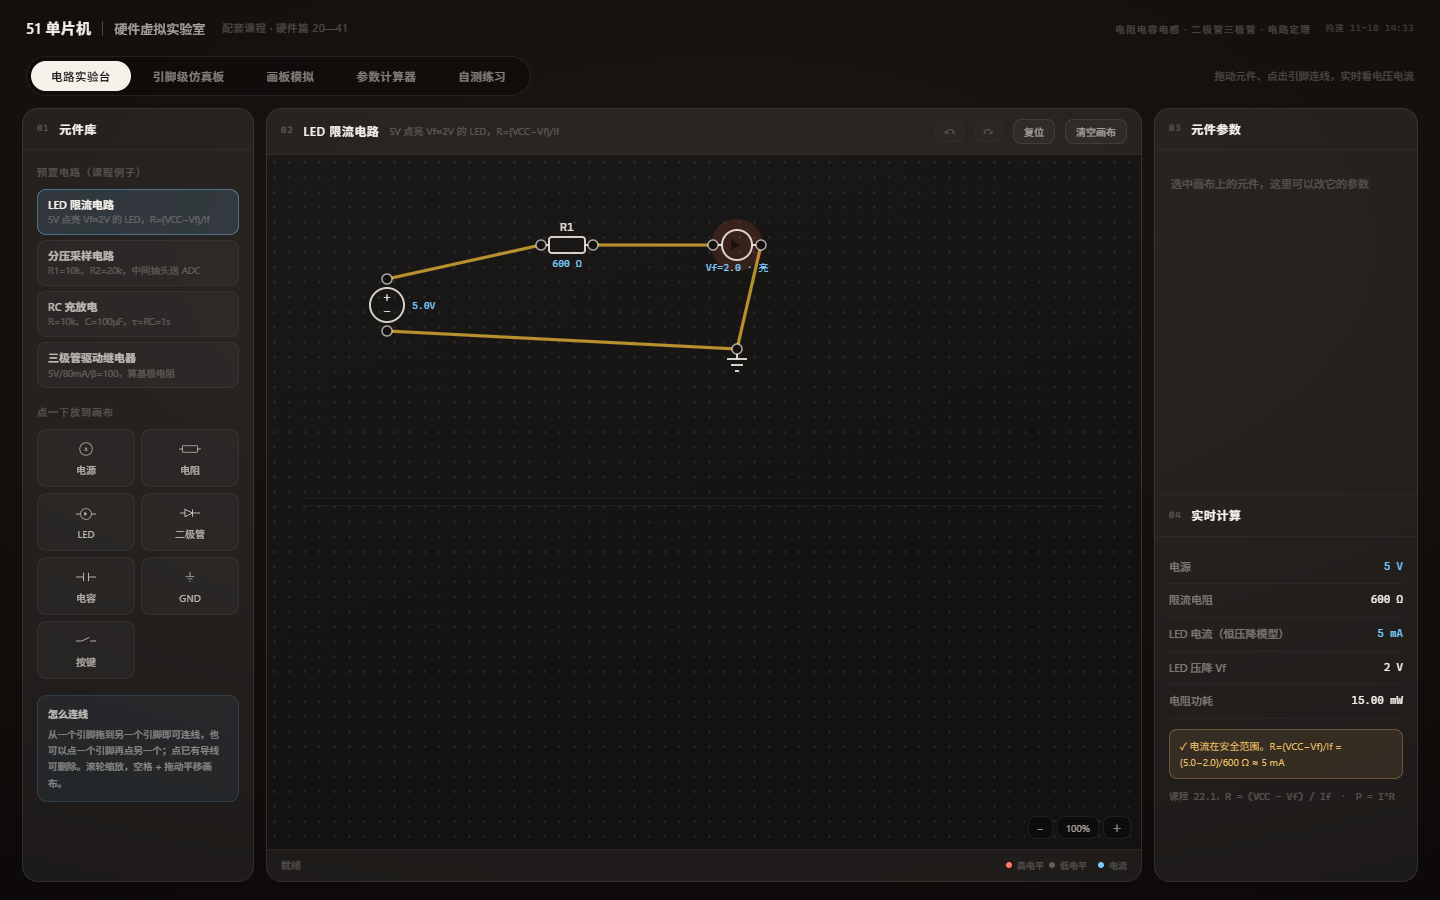 51 单片机
硬件虚拟实验室
配套课程 · 硬件篇 20—41
电阻电容电感 · 二极管三极管 · 电路定理
构造 11-18 14:33
电路实验台
引脚级仿真板
画板模拟
参数计算器
自测练习
拖动元件、点击引脚连线，实时看电压电流
01 元件库
预置电路（课程例子）
LED 限流电路
5V 点亮 Vf≈2V 的 LED，R=(VCC−Vf)/If
分压采样电路
R1=10k、R2=20k，中间抽头送 ADC
RC 充放电
R=10k、C=100μF，τ=RC=1s
三极管驱动继电器
5V/80mA/β=100，算基极电阻
点一下放到画布
电源
电阻
LED
二极管
电容
GND
按键
怎么连线
从一个引脚拖到另一个引脚即可连线，也
可以点一个引脚再点另一个；点已有导线
可删除。滚轮缩放，空格 + 拖动平移画
布。
02 LED 限流电路 5V 点亮 Vf≈2V 的 LED，R=(VCC−Vf)/If
复位
清空画布
R1
600 Ω
Vf=2.0 · 亮
+
−
5.0V
−
100%
+
就绪
高电平
低电平
电流
03 元件参数
选中画布上的元件，这里可以改它的参数
04 实时计算
电源 5 V
限流电阻 600 Ω
LED 电流（恒压降模型） 5 mA
LED 压降 Vf 2 V
电阻功耗 15.00 mW
✓ 电流在安全范围。R=(VCC−Vf)/If =
(5.0−2.0)/600 Ω ≈ 5 mA
课程 22.1: R = (VCC − Vf) / If · P = I²R